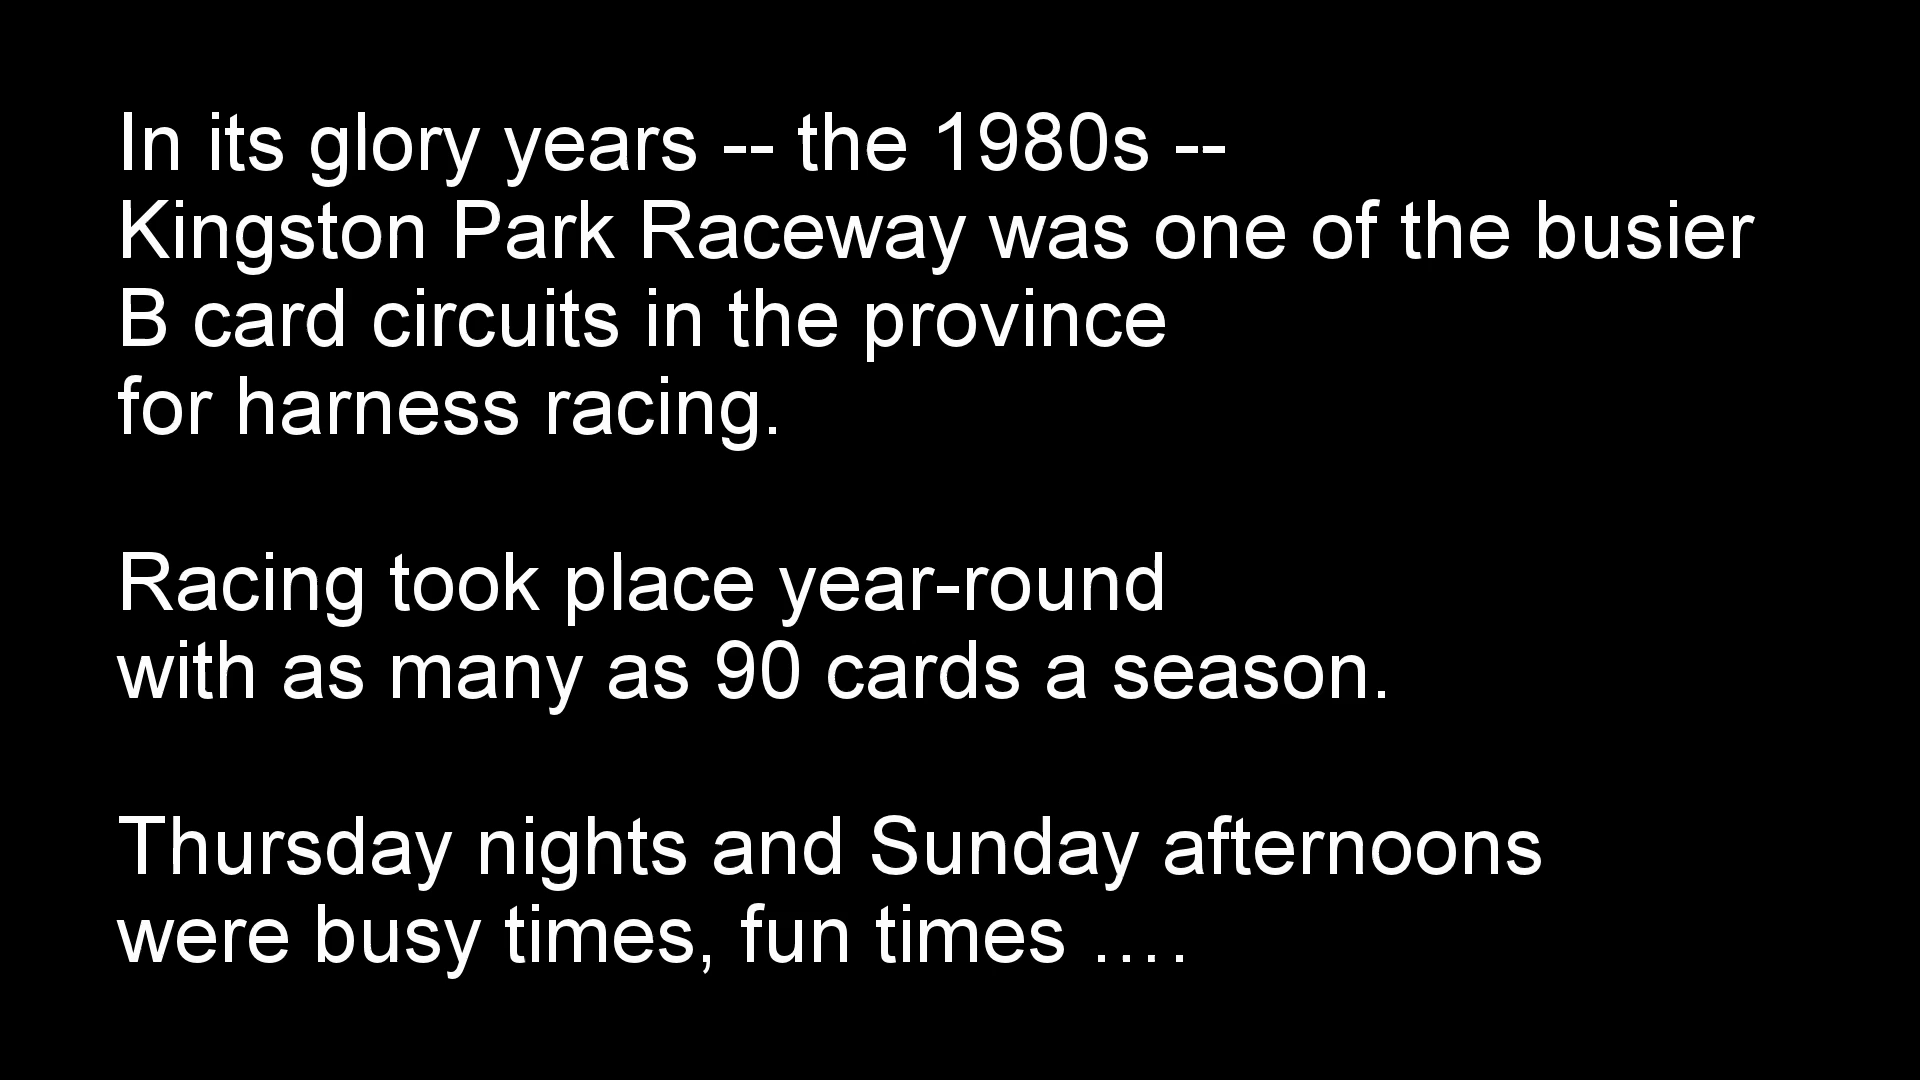 In its glory years -- the 1980s --
Kingston Park Raceway was one of the busier
B card circuits in the province
for harness racing.
Racing took place year-round
with as many as 90 cards a season.
Thursday nights and Sunday afternoons
were busy times, fun times ….